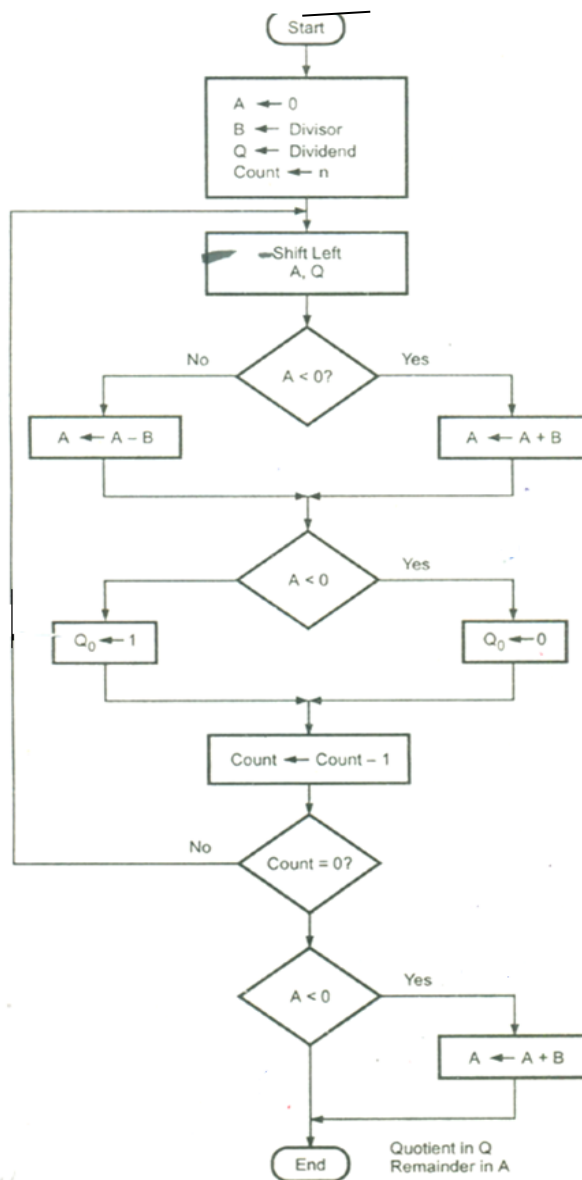 Start
A ← 0
B ← Divisor
Q ← Dividend
Count ← n
Shift Left
A, Q
No
A < 0?
Yes
A ← A – B
A ← A + B
A < 0
Yes
Q₀ ← 1
Q₀ ← 0
Count ← Count – 1
No
Count = 0?
A < 0
Yes
A ← A + B
End
Quotient in Q
Remainder in A